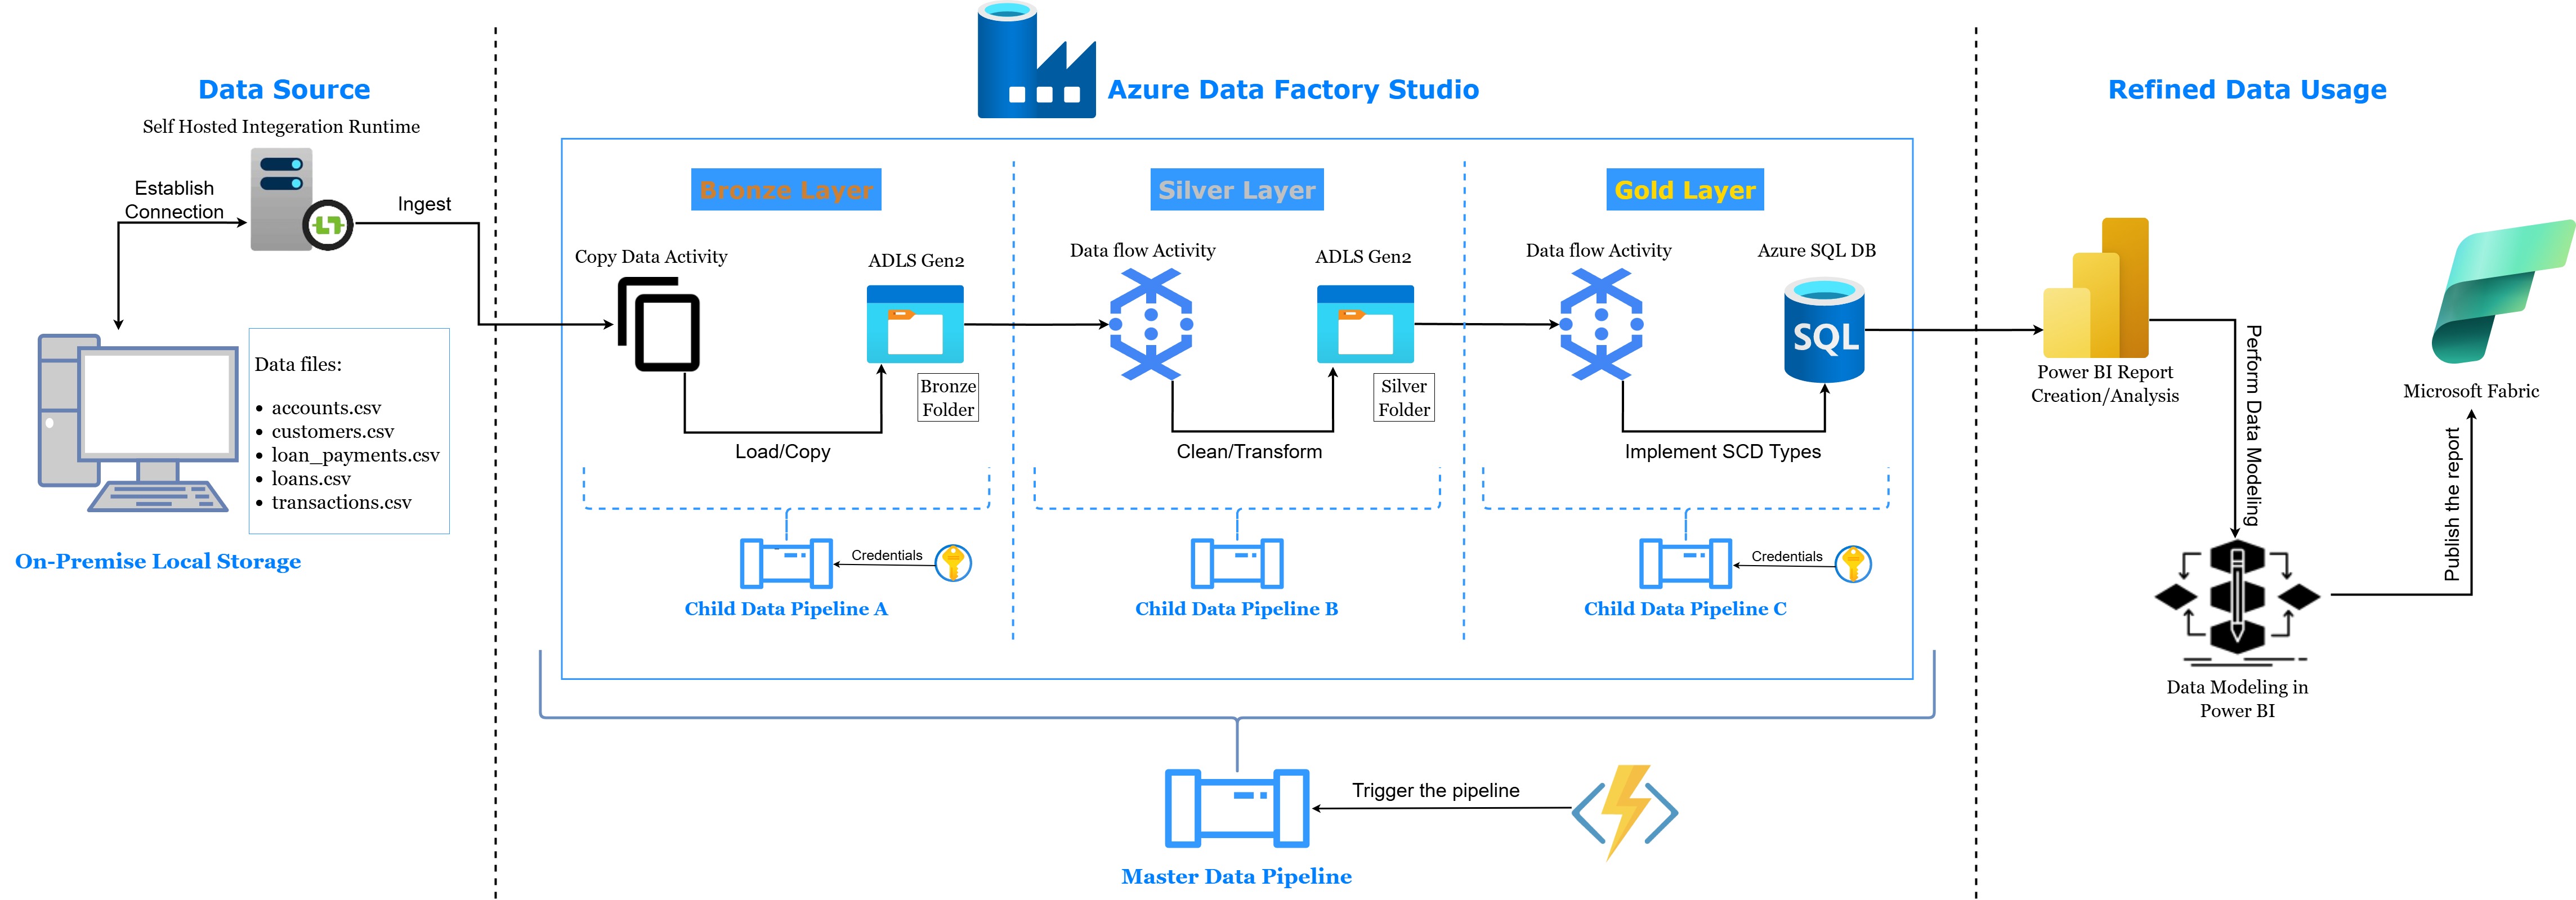 Data Source
Self Hosted Integeration Runtime
Establish
Connection
Ingest
Data files:
accounts.csv
customers.csv
loan_payments.csv
loans.csv
transactions.csv
On-Premise Local Storage
Azure Data Factory Studio
Bronze Layer
Copy Data Activity
ADLS Gen2
Bronze
Folder
Load/Copy
Credentials
Child Data Pipeline A
Silver Layer
Data flow Activity
ADLS Gen2
Silver
Folder
Clean/Transform
Child Data Pipeline B
Gold Layer
Data flow Activity
Azure SQL DB
SQL
Implement SCD Types
Credentials
Child Data Pipeline C
Trigger the pipeline
Master Data Pipeline
Refined Data Usage
Power BI Report
Creation/Analysis
Perform Data Modeling
Data Modeling in
Power BI
Publish the report
Microsoft Fabric